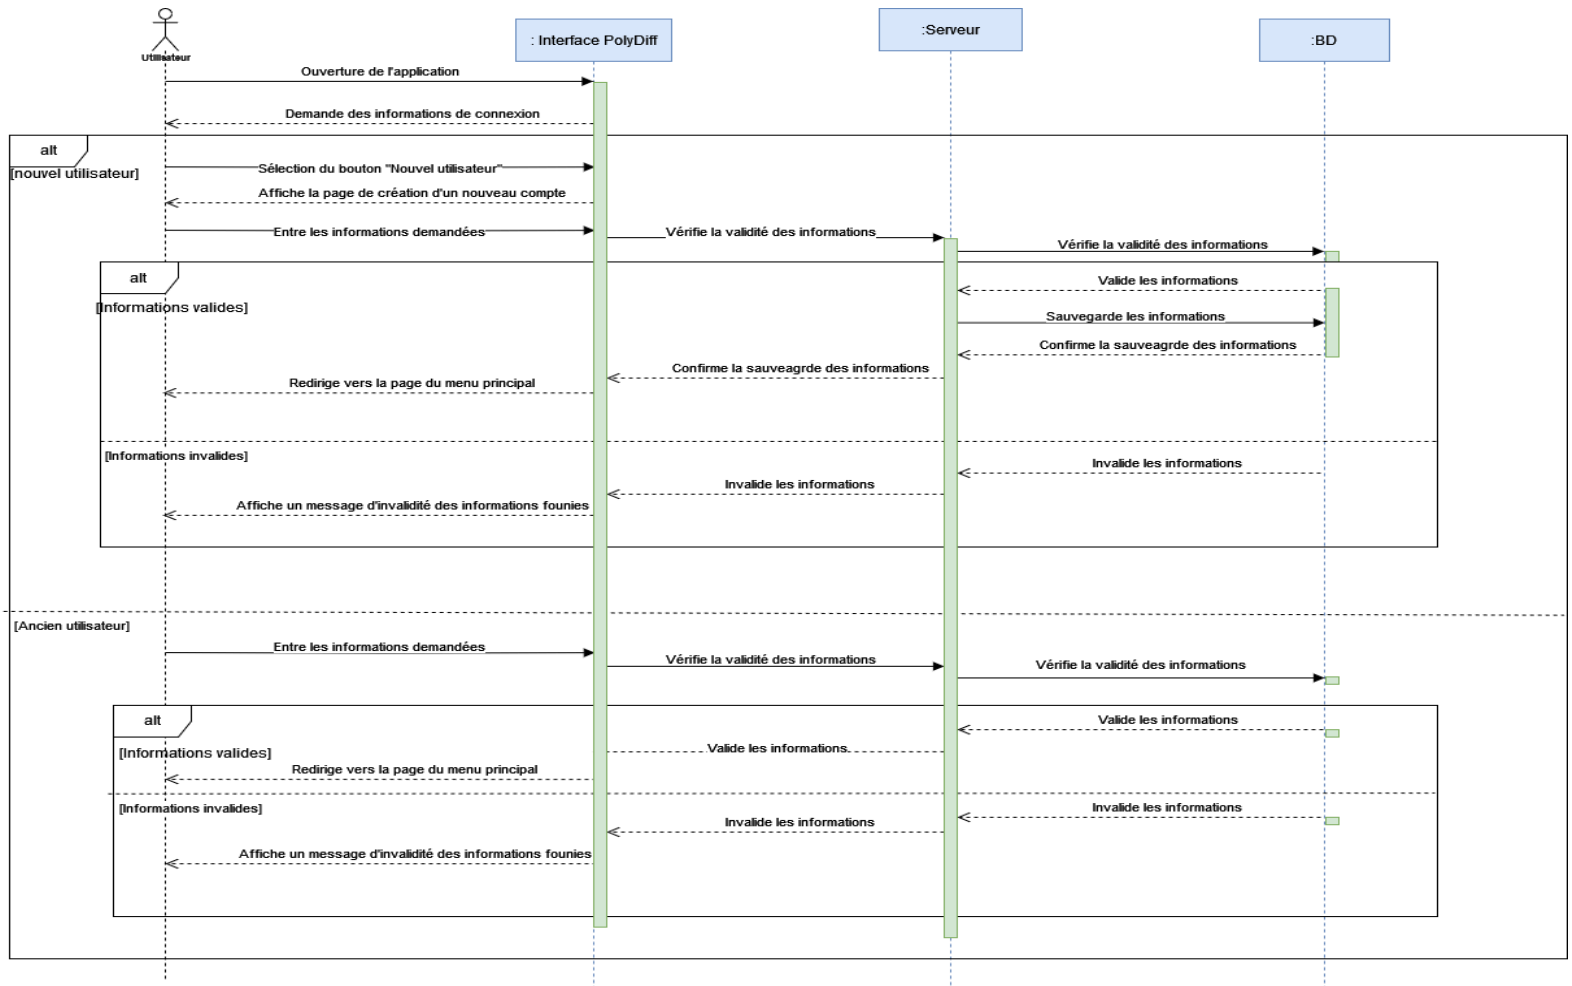 Utilisateur
: Interface PolyDiff
:Serveur
:BD
Ouverture de l'application
Demande des informations de connexion
alt
[nouvel utilisateur]
Sélection du bouton "Nouvel utilisateur"
Affiche la page de création d'un nouveau compte
Entre les informations demandées
Vérifie la validité des informations
Vérifie la validité des informations
alt
[Informations valides]
Valide les informations
Sauvegarde les informations
Confirme la sauveagrde des informations
Confirme la sauveagrde des informations
Redirige vers la page du menu principal
[Informations invalides]
Invalide les informations
Invalide les informations
Affiche un message d'invalidité des informations founies
[Ancien utilisateur]
Entre les informations demandées
Vérifie la validité des informations
Vérifie la validité des informations
alt
Valide les informations
[Informations valides]
Valide les informations
Redirige vers la page du menu principal
[Informations invalides]
Invalide les informations
Invalide les informations
Affiche un message d'invalidité des informations founies